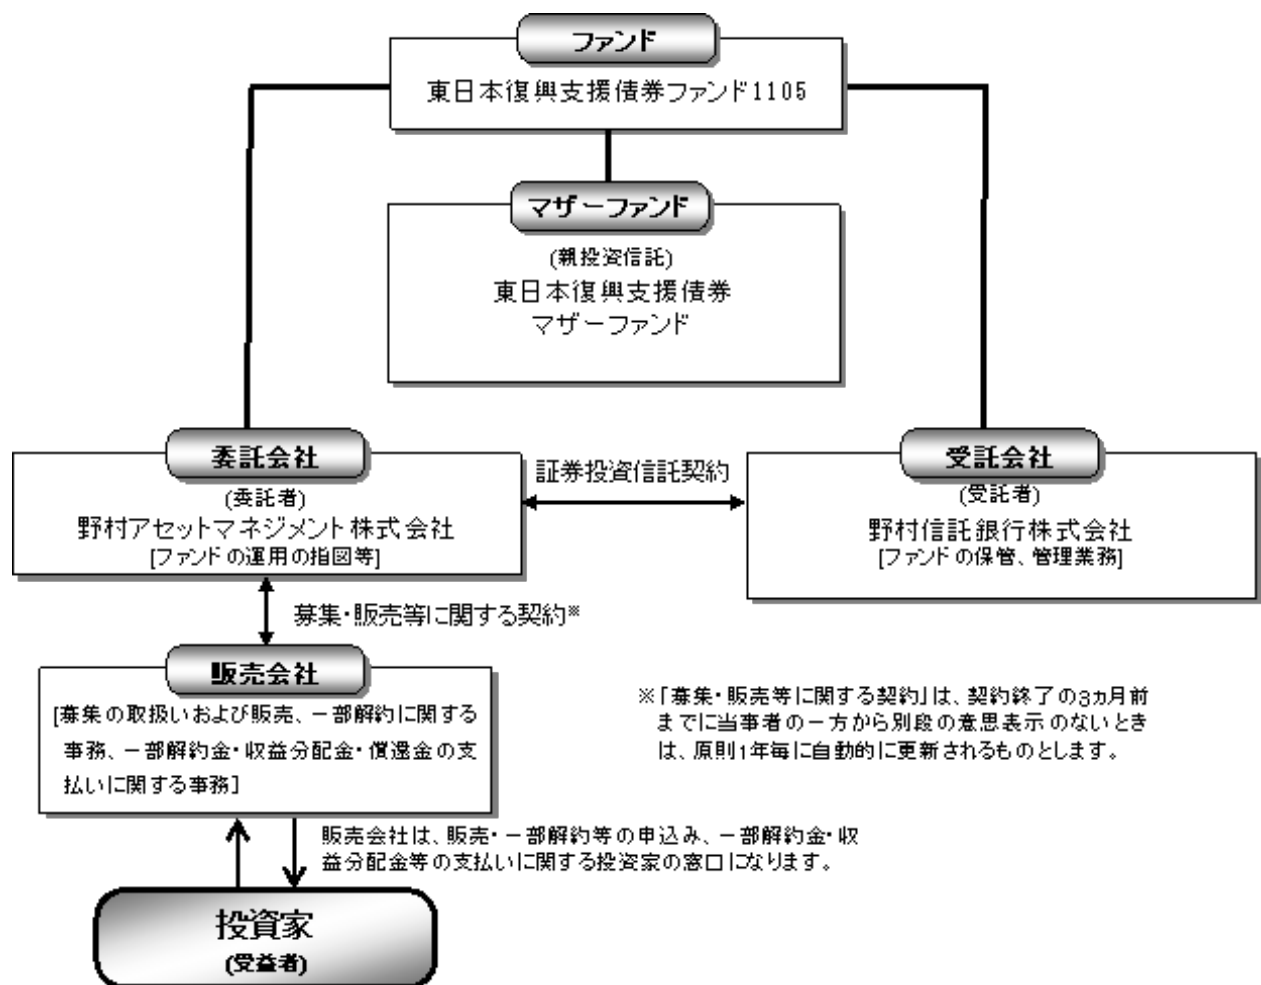 ファンド
東日本復興支援債券ファンド1105
マザーファンド
(親投資信託)
東日本復興支援債券
マザーファンド
委託会社
(委託者)
野村アセットマネジメント株式会社
[ファンドの運用の指図等]
証券投資信託契約
受託会社
(受託者)
野村信託銀行株式会社
[ファンドの保管、管理業務]
募集・販売等に関する契約※
販売会社
[募集の取扱いおよび販売、一部解約に関する
事務、一部解約金・収益分配金・償還金の支
払いに関する事務]
※「募集・販売等に関する契約」は、契約終了の3ヵ月前
までに当事者の一方から別段の意思表示のないとき
は、原則1年毎に自動的に更新されるものとします。
販売会社は、販売・一部解約等の申込み、一部解約金・収
益分配金等の支払いに関する投資家の窓口になります。
投資家
(受益者)